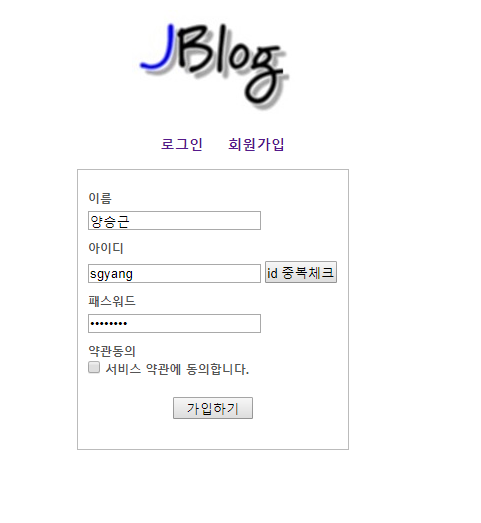 JBlog
로그인 회원가입
이름
양승근
아이디
sgyang id 중복체크
패스워드
••••••••
약관동의
서비스 약관에 동의합니다.
가입하기